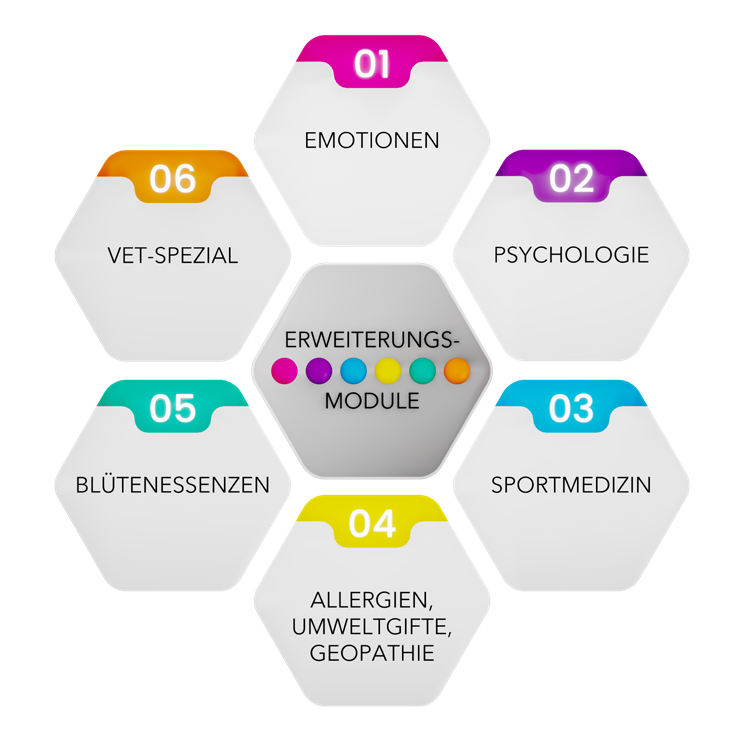 01
EMOTIONEN
02
PSYCHOLOGIE
03
SPORTMEDIZIN
04
ALLERGIEN,
UMWELTGIFTE,
GEOPATHIE
05
BLÜTENESSENZEN
06
VET-SPEZIAL
ERWEITERUNGS-
MODULE